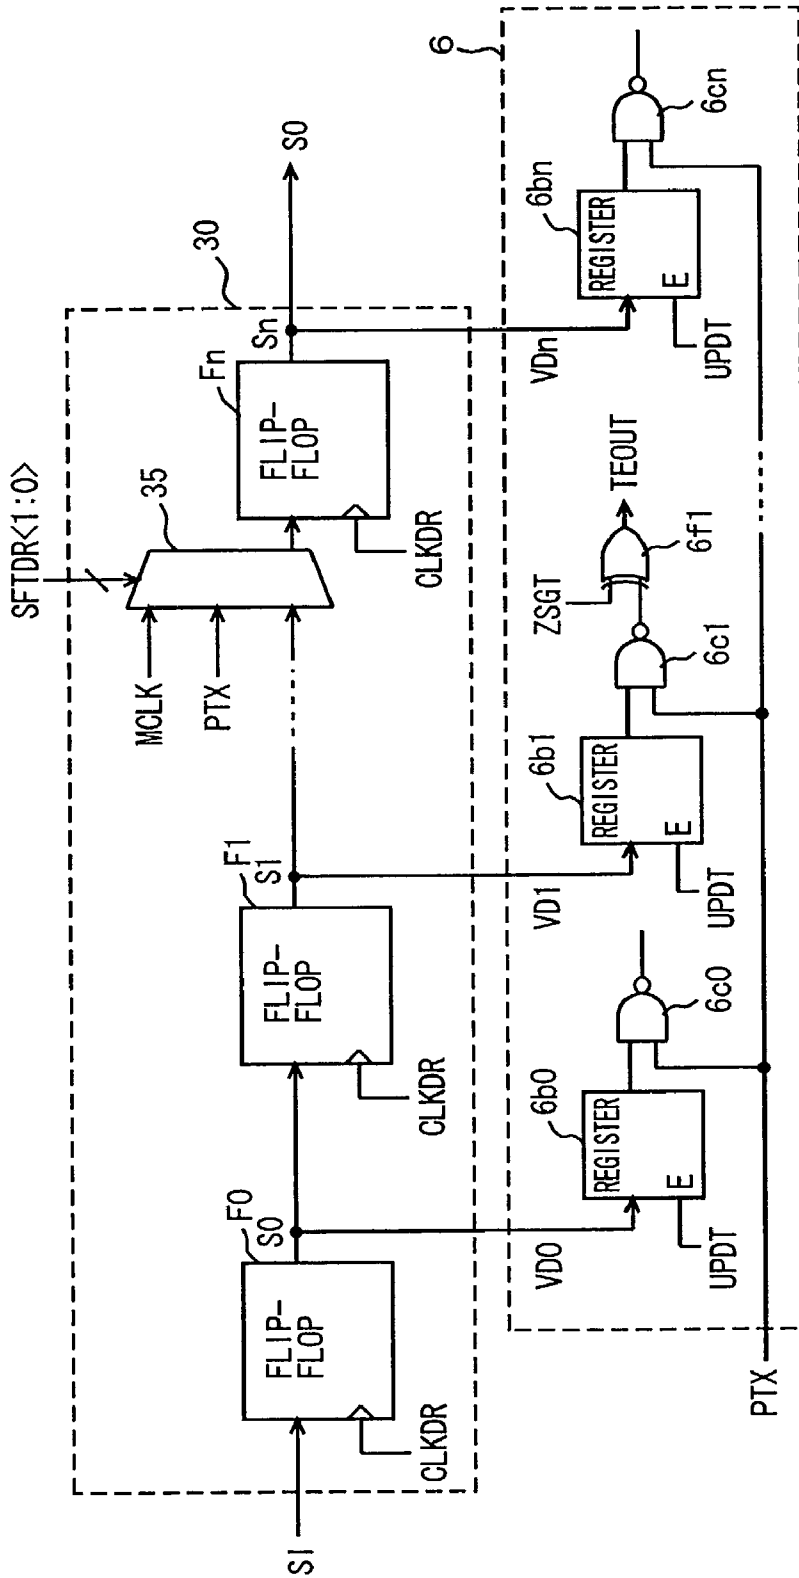 SFTDR<1:0>
30
35
MCLK
PTX
F0
S0
F1
S1
Fn
Sn
SI
FLIP-
FLOP
FLIP-
FLOP
FLIP-
FLOP
SO
CLKDR
CLKDR
CLKDR
6
VD0
VD1
VDn
6b0
6b1
6bn
ZSGT
TEOUT
REGISTER
E
REGISTER
E
REGISTER
E
6c0
6c1
6f1
6cn
UPDT
UPDT
UPDT
PTX